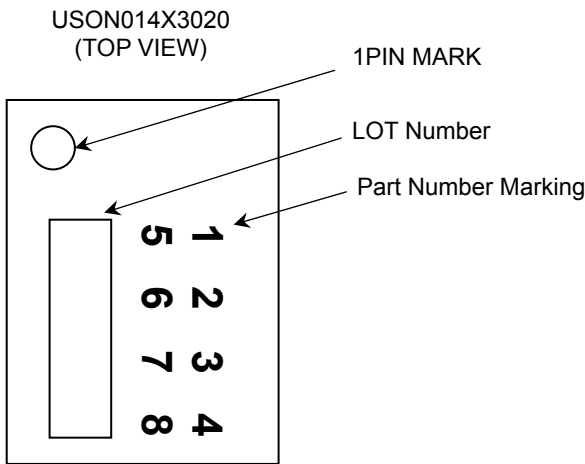 USON014X3020
(TOP VIEW)
1PIN MARK
LOT Number
Part Number Marking
1 2 3 4
5 6 7 8